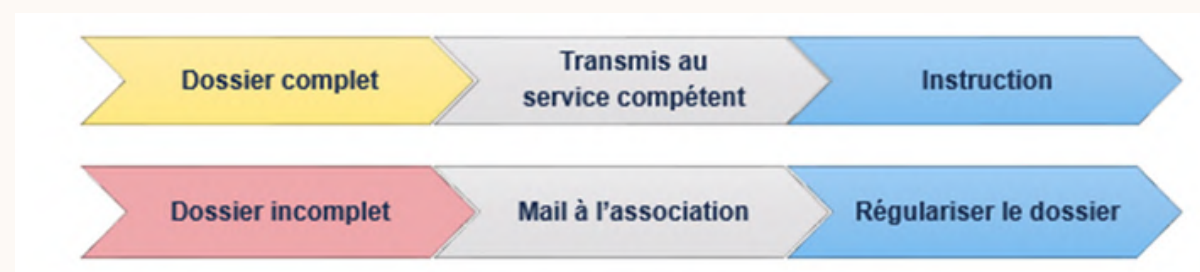 Dossier complet
Transmis au
service compétent
Instruction
Dossier incomplet
Mail à l'association
Régulariser le dossier